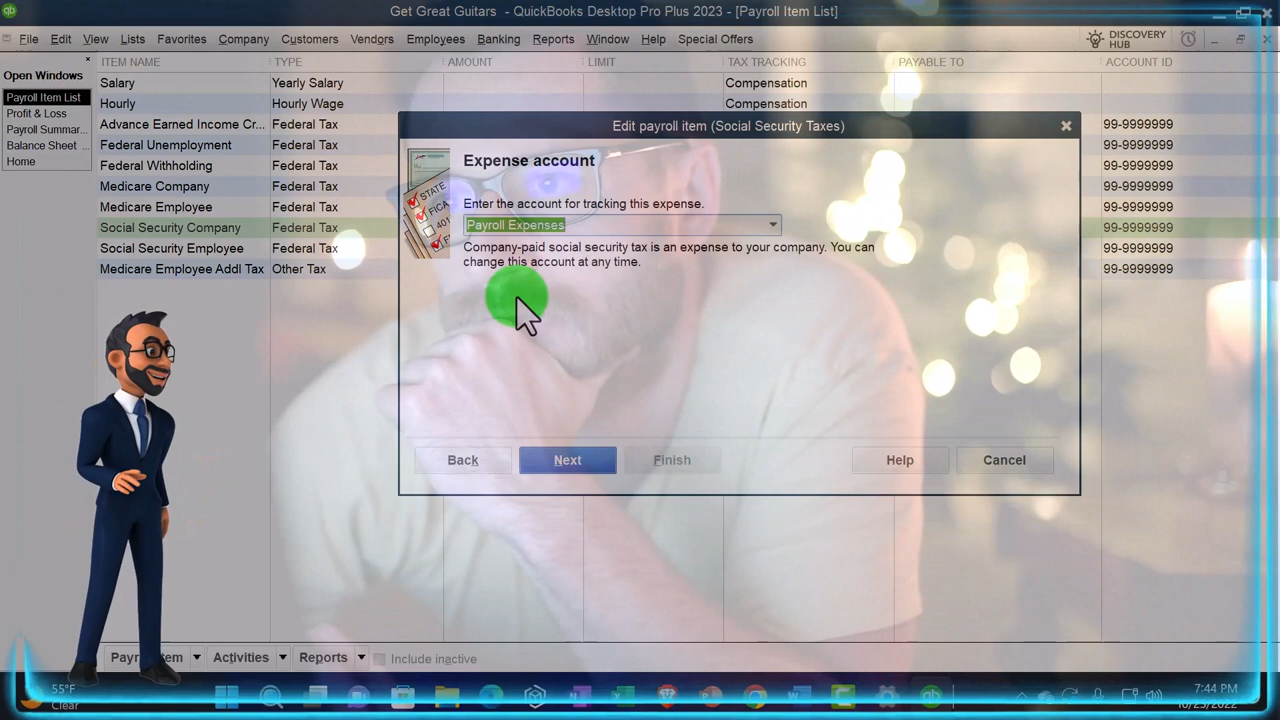 Get Great Guitars - QuickBooks Desktop Pro Plus 2023 - [Payroll Item List]
File Edit View Lists Favorites Company Customers Vendors Employees Banking Reports Window Help Special Offers
DISCOVERY
HUB
Open Windows
Payroll Item List
Profit & Loss
Payroll Summar...
Balance Sheet ...
Home
ITEM NAME TYPE AMOUNT LIMIT TAX TRACKING PAYABLE TO ACCOUNT ID
Salary Yearly Salary Compensation
Hourly Hourly Wage Compensation
Advance Earned Income Cr... Federal Tax 99-9999999
Federal Unemployment Federal Tax 99-9999999
Federal Withholding Federal Tax 99-9999999
Medicare Company Federal Tax 99-9999999
Medicare Employee Federal Tax 99-9999999
Social Security Company Federal Tax 99-9999999
Social Security Employee Federal Tax 99-9999999
Medicare Employee Addl Tax Other Tax 99-9999999
Edit payroll item (Social Security Taxes)
Expense account
Enter the account for tracking this expense.
Payroll Expenses
Company-paid social security tax is an expense to your company. You can
change this account at any time.
STATE
FICA
401
Back Next Finish Help Cancel
Activities Reports Include inactive
55°F
Clear
7:44 PM
10/25/2022